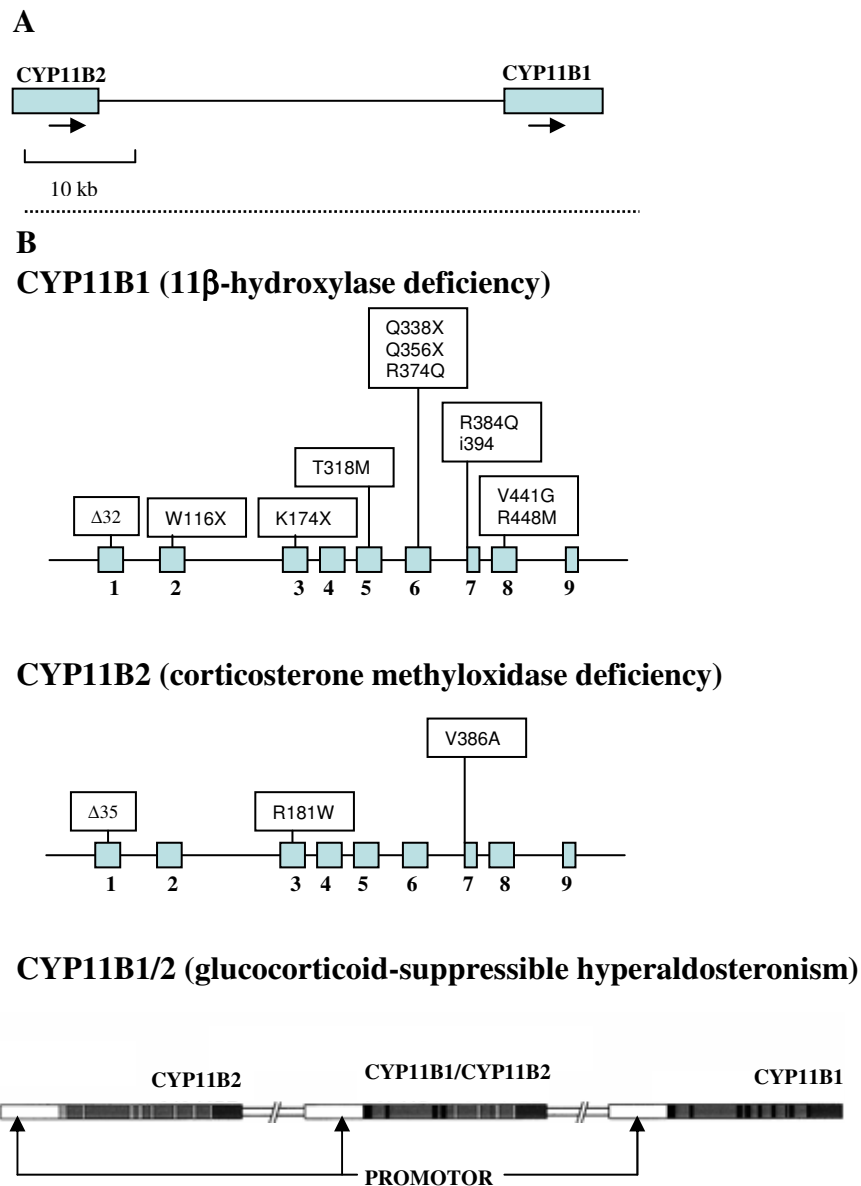 A
CYP11B2
CYP11B1
10 kb
B
CYP11B1 (11β-hydroxylase deficiency)
Q338X
Q356X
R374Q
R384Q
i394
T318M
V441G
R448M
Δ32
W116X
K174X
1 2 3 4 5 6 7 8 9
CYP11B2 (corticosterone methyloxidase deficiency)
V386A
Δ35
R181W
1 2 3 4 5 6 7 8 9
CYP11B1/2 (glucocorticoid-suppressible hyperaldosteronism)
CYP11B2
CYP11B1/CYP11B2
CYP11B1
PROMOTOR